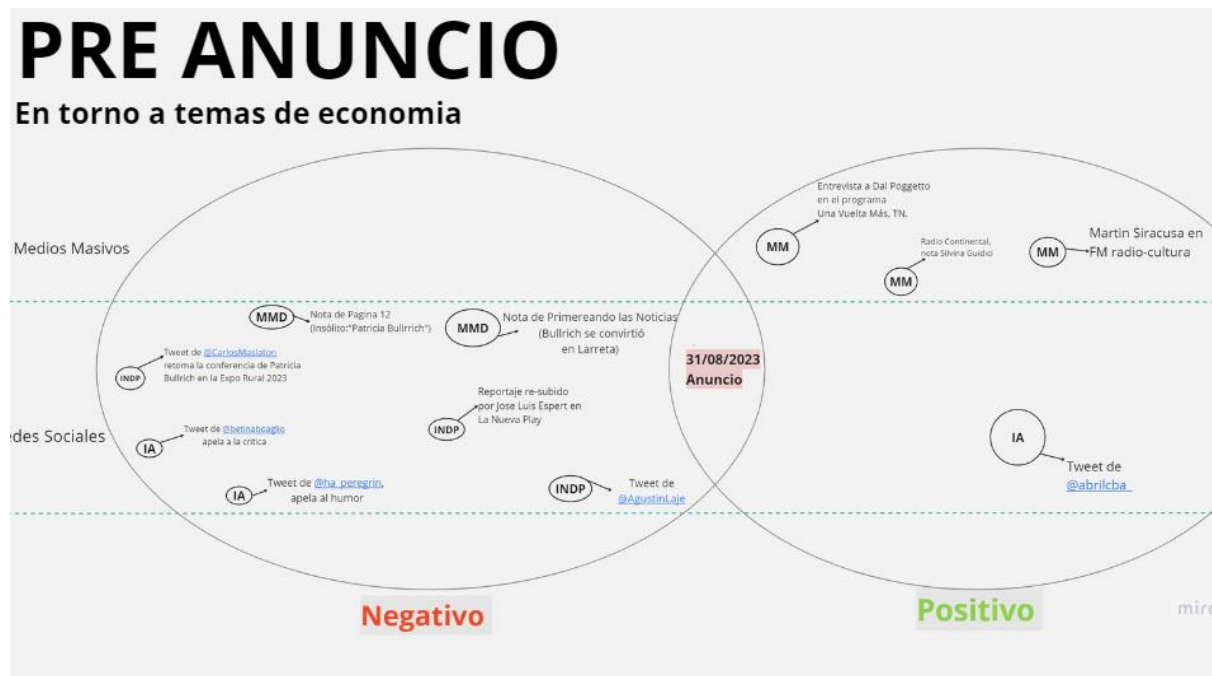 PRE ANUNCIO
En torno a temas de economia
Medios Masivos
MM
Entrevista a Dal Poggetto
en el programa
Una Vuelta Más, TN.
MM
Radio Continental,
nota Silvina Guidici
MM
Martin Siracusa en
FM radio-cultura
MMD
Nota de Pagina 12
(Insólito:"Patricia Bulirrich")
MMD
Nota de Primereando las Noticias
(Bullrich se convirtió
en Larreta)
INDP
Tweet de @CarlosMaslaton
retoma la conferencia de Patricia
Bullrich en la Expo Rural 2023
31/08/2023
Anuncio
INDP
Reportaje re-subido
por Jose Luis Espert en
La Nueva Play
edes Sociales
IA
Tweet de @betinaboaglio
apela a la critica
IA
Tweet de @ha_peregrin,
apela al humor
INDP
Tweet de
@AgustinLaje
IA
Tweet de
@abrilcba_
Negativo
Positivo
miro